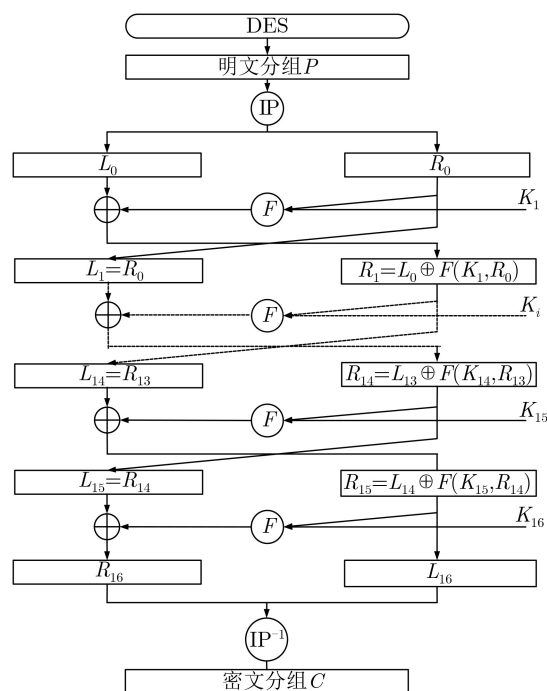 DES
明文分组P
IP
L₀ R₀
F K₁
L₁=R₀ R₁=L₀⊕F(K₁,R₀)
F Kᵢ
L₁₄=R₁₃ R₁₄=L₁₃⊕F(K₁₄,R₁₃)
F K₁₅
L₁₅=R₁₄ R₁₅=L₁₄⊕F(K₁₅,R₁₄)
F K₁₆
R₁₆ L₁₆
IP⁻¹
密文分组C